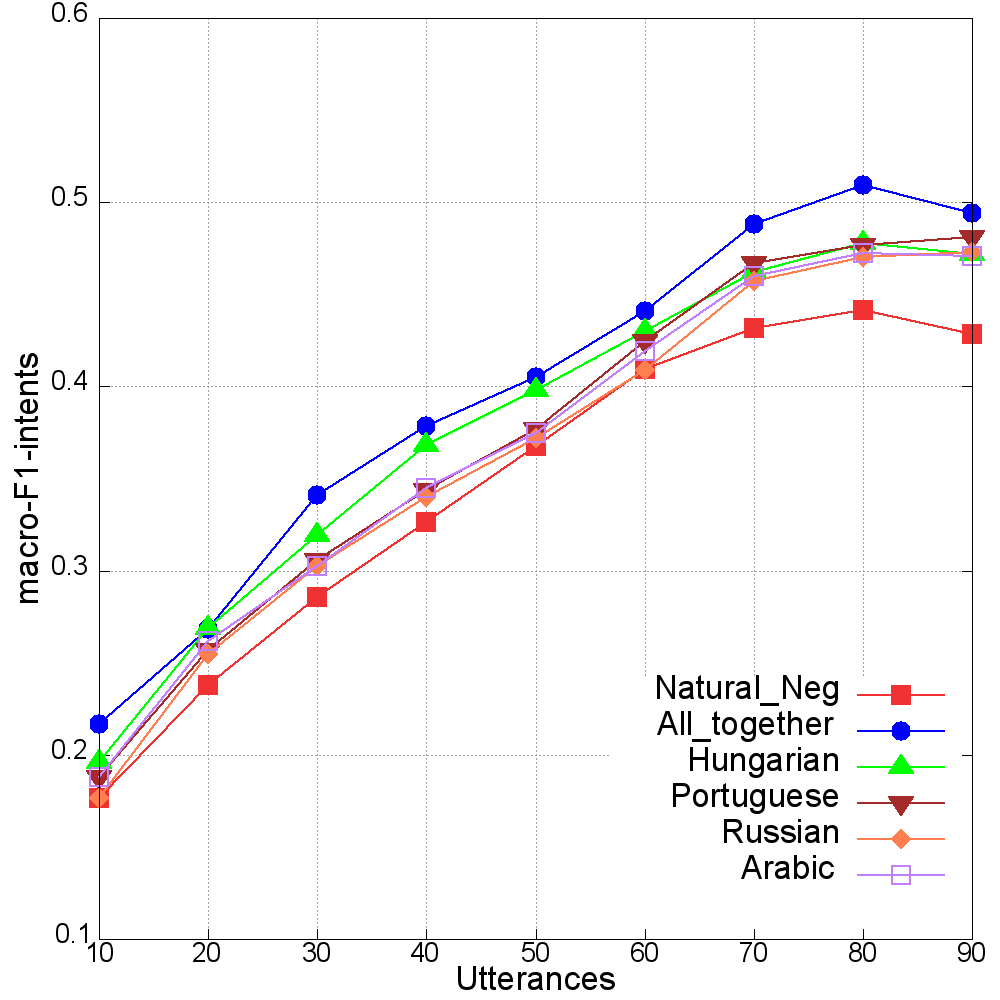 0.6
0.5
0.4
0.3
0.2
0.1
macro-F1-intents
Natural_Neg
All_together
Hungarian
Portuguese
Russian
Arabic
10 20 30 40 50 60 70 80 90
Utterances